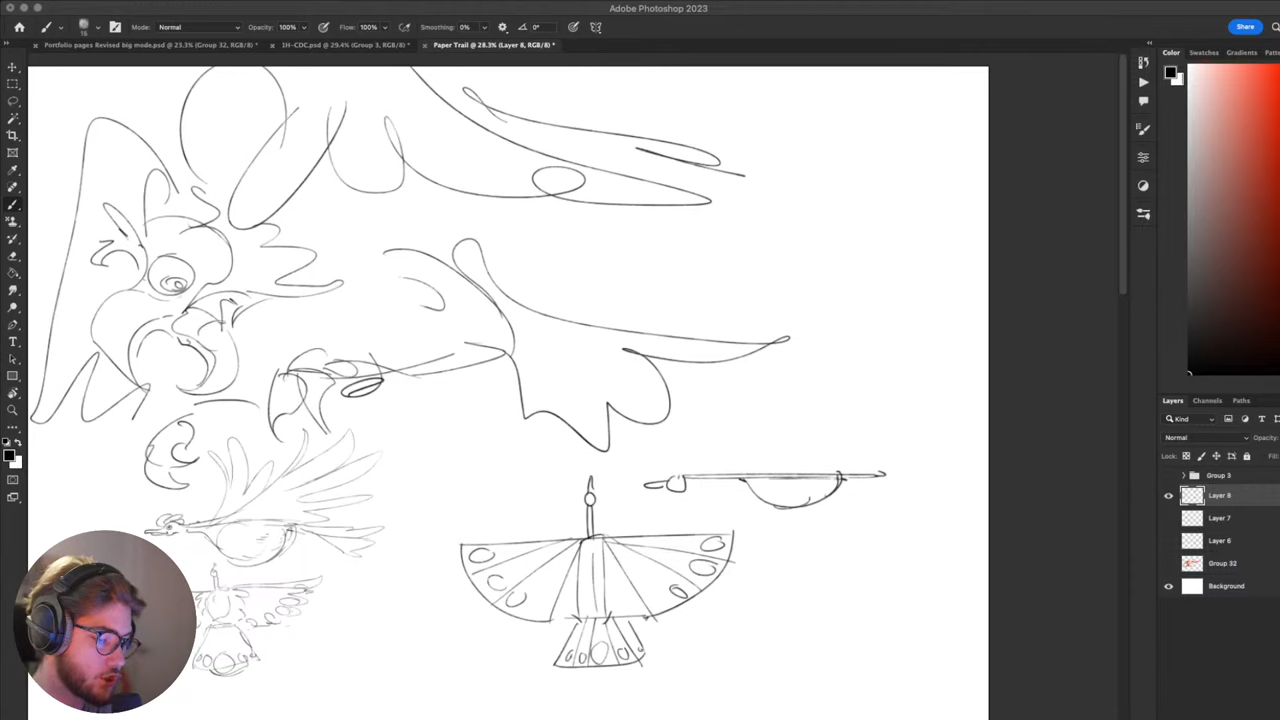 Adobe Photoshop 2023
Mode: Normal Opacity: 100% Flow: 100% Smoothing: 0% 0° Share
Portfolio pages Revised big mode.psd @ 23.3% (Group 32, RGB/8) * 1H-CDC.psd @ 29.4% (Group 3, RGB/8) * Paper Trail @ 28.3% (Layer 8, RGB/8) *
Color Swatches Gradients
Layers Channels Paths
Kind
Normal Opacity:
Lock:
Group 3
Layer 8
Layer 7
Layer 6
Group 32
Background